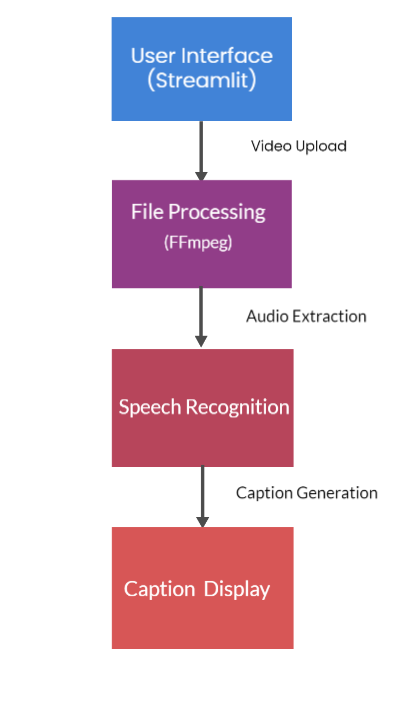 User Interface
(Streamlit)
Video Upload
File Processing
(FFmpeg)
Audio Extraction
Speech Recognition
Caption Generation
Caption Display